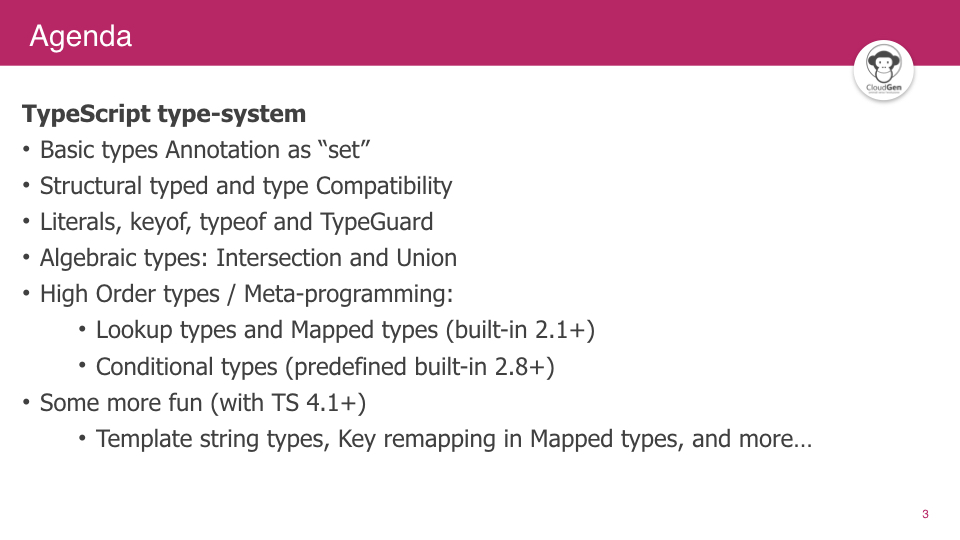 Agenda
CloudGen
TypeScript type-system
• Basic types Annotation as “set”
• Structural typed and type Compatibility
• Literals, keyof, typeof and TypeGuard
• Algebraic types: Intersection and Union
• High Order types / Meta-programming:
• Lookup types and Mapped types (built-in 2.1+)
• Conditional types (predefined built-in 2.8+)
• Some more fun (with TS 4.1+)
• Template string types, Key remapping in Mapped types, and more…
3